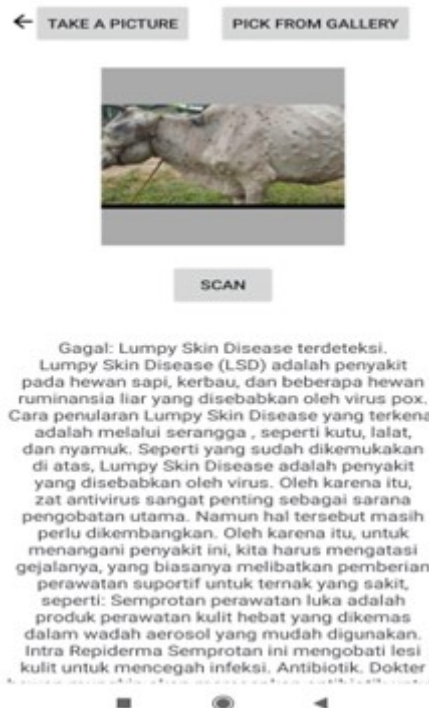 TAKE A PICTURE
PICK FROM GALLERY
SCAN
Gagal: Lumpy Skin Disease terdeteksi.
Lumpy Skin Disease (LSD) adalah penyakit
pada hewan sapi, kerbau, dan beberapa hewan
ruminansia liar yang disebabkan oleh virus pox.
Cara penularan Lumpy Skin Disease yang terkena
adalah melalui serangga , seperti kutu, lalat,
dan nyamuk. Seperti yang sudah dikemukakan
di atas, Lumpy Skin Disease adalah penyakit
yang disebabkan oleh virus. Oleh karena itu,
zat antivirus sangat penting sebagai sarana
pengobatan utama. Namun hal tersebut masih
perlu dikembangkan. Oleh karena itu, untuk
menangani penyakit ini, kita harus mengatasi
gejalanya, yang biasanya melibatkan pemberian
perawatan suportif untuk ternak yang sakit,
seperti: Semprotan perawatan luka adalah
produk perawatan kulit hebat yang dikemas
dalam wadah aerosol yang mudah digunakan.
Intra Repiderma Semprotan ini mengobati lesi
kulit untuk mencegah infeksi. Antibiotik. Dokter